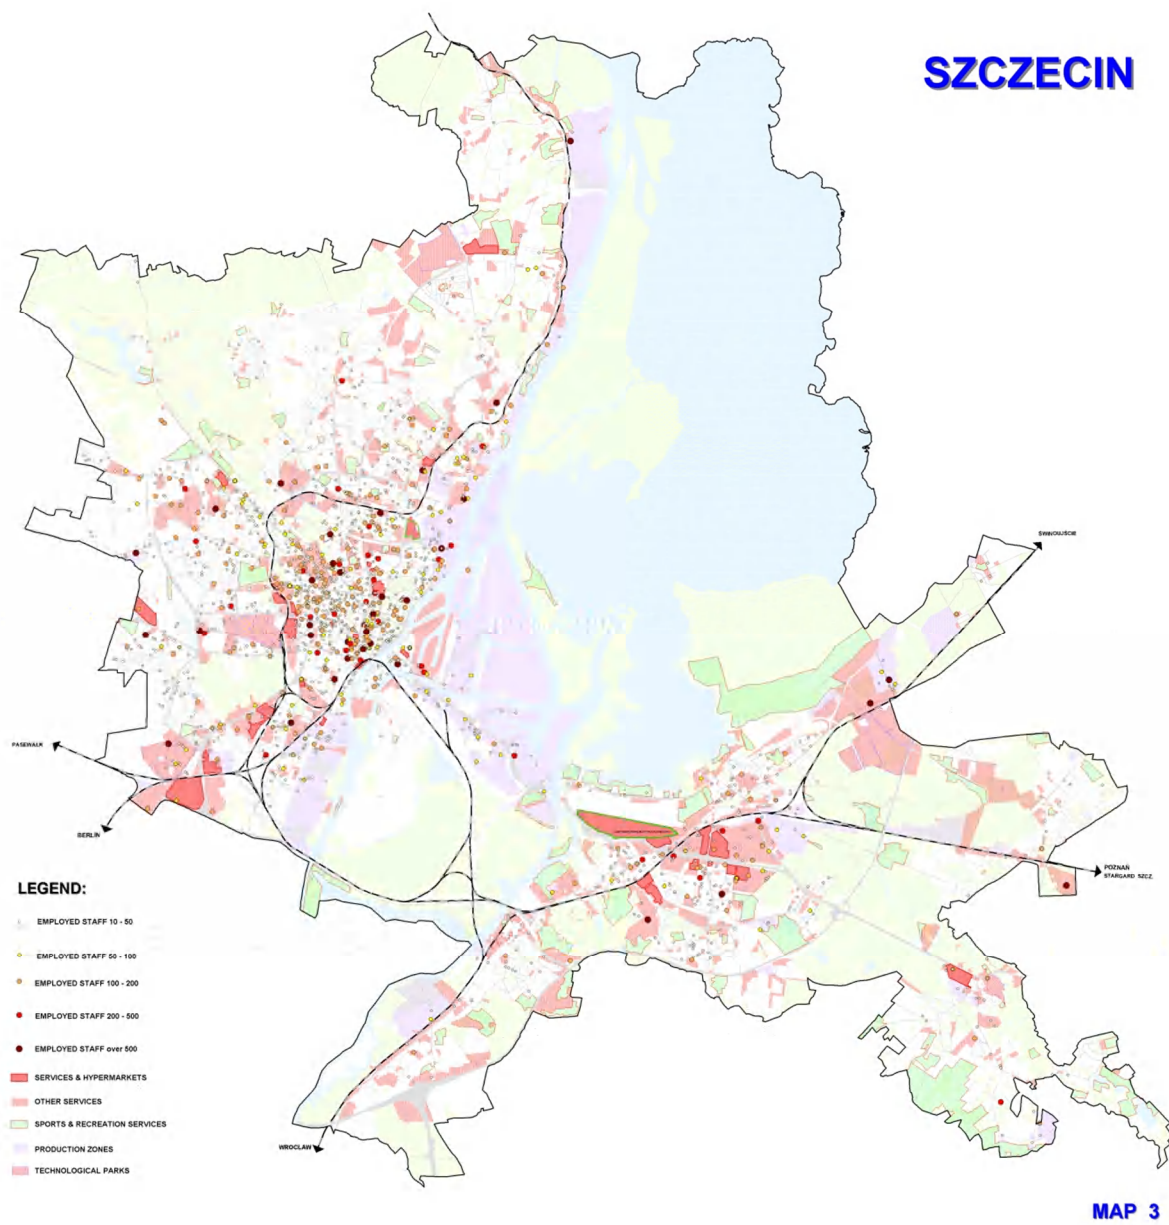 SZCZECIN
ŚWINOUJŚCIE
PASEWALK
BERLIN
POZNAŃ
STARGARD SZCZ.
WROCŁAW
LEGEND:
EMPLOYED STAFF 10 - 50
EMPLOYED STAFF 50 - 100
EMPLOYED STAFF 100 - 200
EMPLOYED STAFF 200 - 500
EMPLOYED STAFF over 500
SERVICES & HYPERMARKETS
OTHER SERVICES
SPORTS & RECREATION SERVICES
PRODUCTION ZONES
TECHNOLOGICAL PARKS
MAP 3